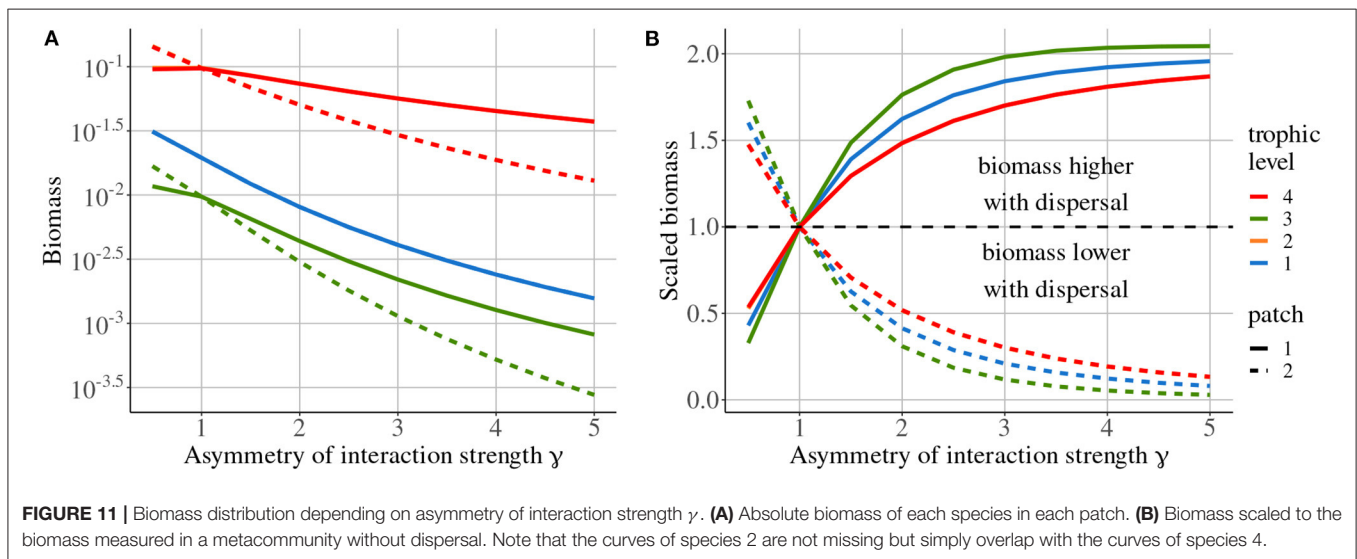 A
10^-1
10^-1.5
10^-2
10^-2.5
10^-3
10^-3.5
Biomass
1 2 3 4 5
Asymmetry of interaction strength γ
B
2.0
1.5
1.0
0.5
0.0
Scaled biomass
biomass higher
with dispersal
biomass lower
with dispersal
1 2 3 4 5
Asymmetry of interaction strength γ
trophic
level
4
3
2
1
patch
1
2
FIGURE 11 | Biomass distribution depending on asymmetry of interaction strength γ. (A) Absolute biomass of each species in each patch. (B) Biomass scaled to the
biomass measured in a metacommunity without dispersal. Note that the curves of species 2 are not missing but simply overlap with the curves of species 4.